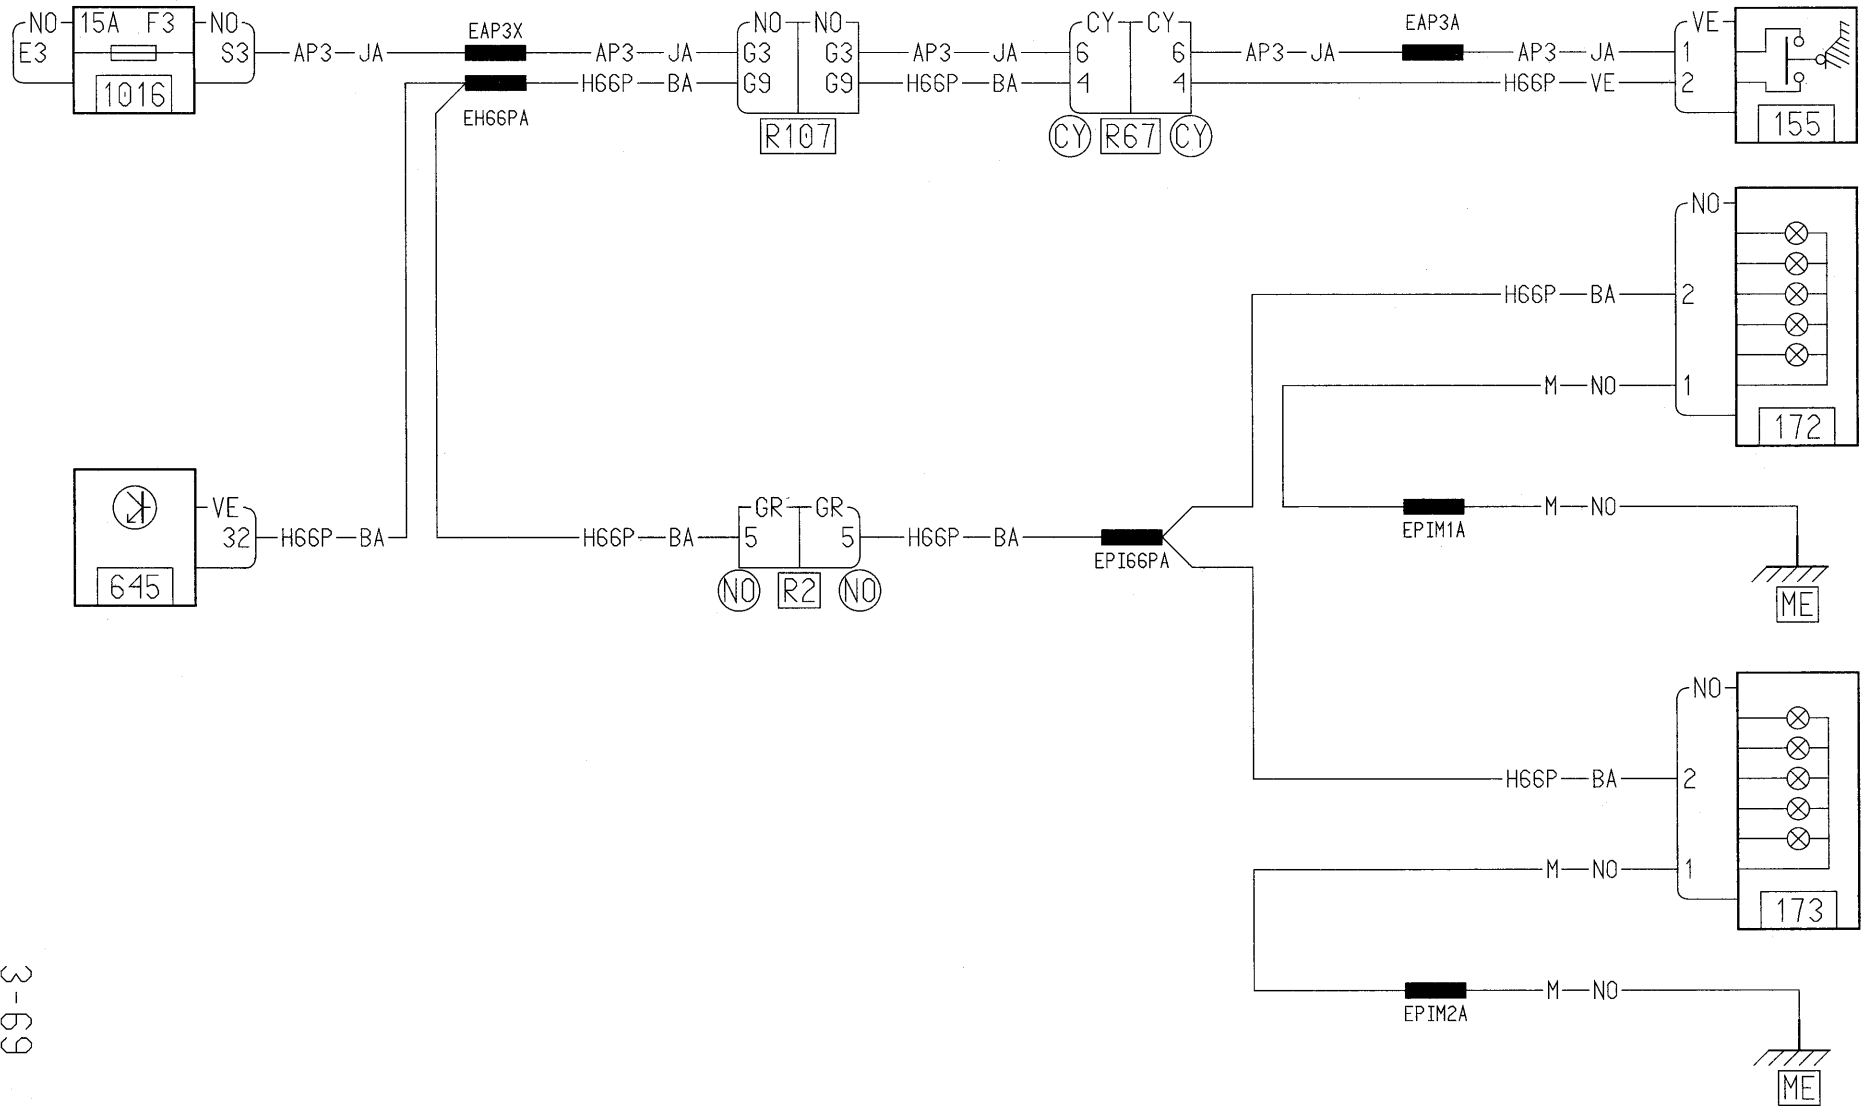 NO 15A F3 NO EAP3X NO NO CY CY EAP3A VE
E3 S3 AP3 JA AP3 JA G3 G3 AP3 JA 6 6 AP3 JA AP3 JA 1
H66P BA G9 G9 H66P BA 4 4 H66P VE 2
1016 EH66PA R107 CY R67 CY 155
NO
H66P BA 2
M NO 1
172
VE GR GR EPIM1A M NO
32 H66P BA H66P BA 5 5 H66P BA EPI66PA
645 NO R2 NO ME
NO
H66P BA 2
M NO 1
173
EPIM2A M NO
ME
3-69